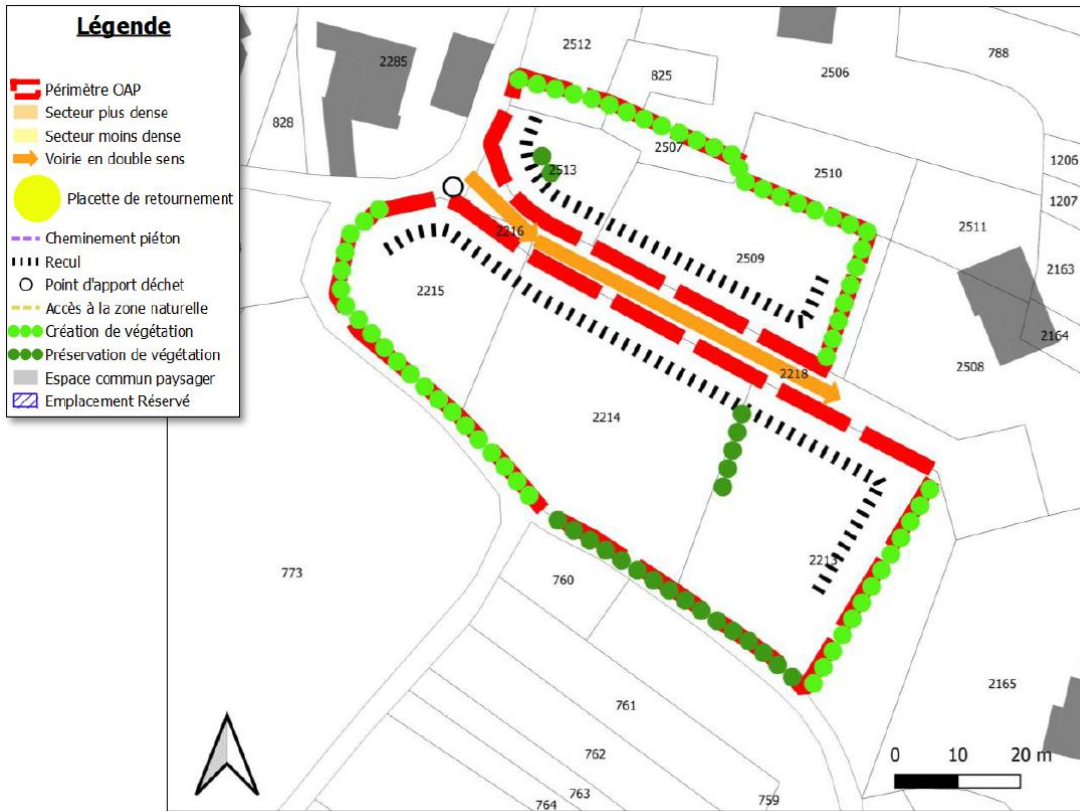 Légende
Périmètre OAP
Secteur plus dense
Secteur moins dense
Voirie en double sens
Placette de retournement
Cheminement piéton
Recul
Point d'apport déchet
Accès à la zone naturelle
Création de végétation
Préservation de végétation
Espace commun paysager
Emplacement Réservé
2512
788
2285
825
2506
828
2507
1206
2513
2510
1207
2511
2216
2509
2163
2215
2164
2508
2218
2214
2213
773
760
2165
761
762
763
764
759
0 10 20 m